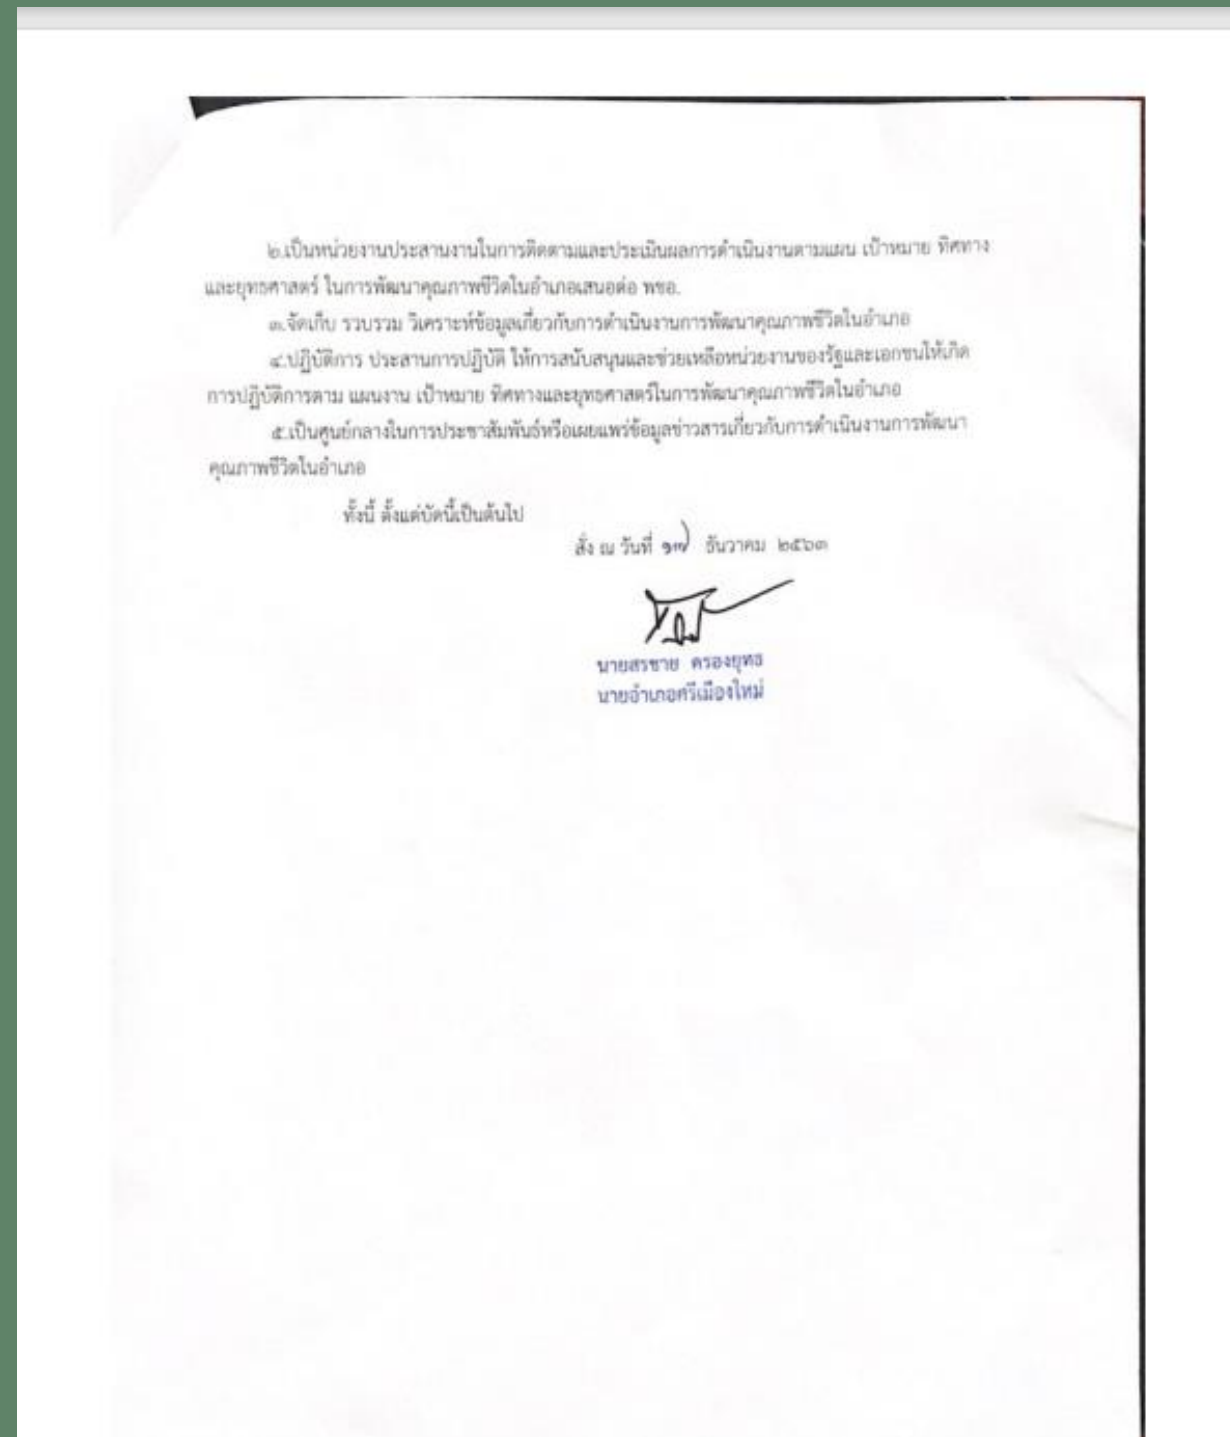 ๒.เป็นหน่วยงานประสานงานในการติดตามและประเมินผลการดำเนินงานตามแผน เป้าหมาย ทิศทาง
และยุทธศาสตร์ ในการพัฒนาคุณภาพชีวิตในอำเภอเสนอต่อ พชอ.
๓.จัดเก็บ รวบรวม วิเคราะห์ข้อมูลเกี่ยวกับการดำเนินงานการพัฒนาคุณภาพชีวิตในอำเภอ
๔.ปฏิบัติการ ประสานการปฏิบัติ ให้การสนับสนุนและช่วยเหลือหน่วยงานของรัฐและเอกชนให้เกิด
การปฏิบัติการตาม แผนงาน เป้าหมาย ทิศทางและยุทธศาสตร์ในการพัฒนาคุณภาพชีวิตในอำเภอ
๕.เป็นศูนย์กลางในการประชาสัมพันธ์หรือเผยแพร่ข้อมูลข่าวสารเกี่ยวกับการดำเนินงานการพัฒนา
คุณภาพชีวิตในอำเภอ
ทั้งนี้ ตั้งแต่บัดนี้เป็นต้นไป
สั่ง ณ วันที่ ๑๗ ธันวาคม ๒๕๖๓
นายสรชาย ครองยุทธ
นายอำเภอศรีเมืองใหม่